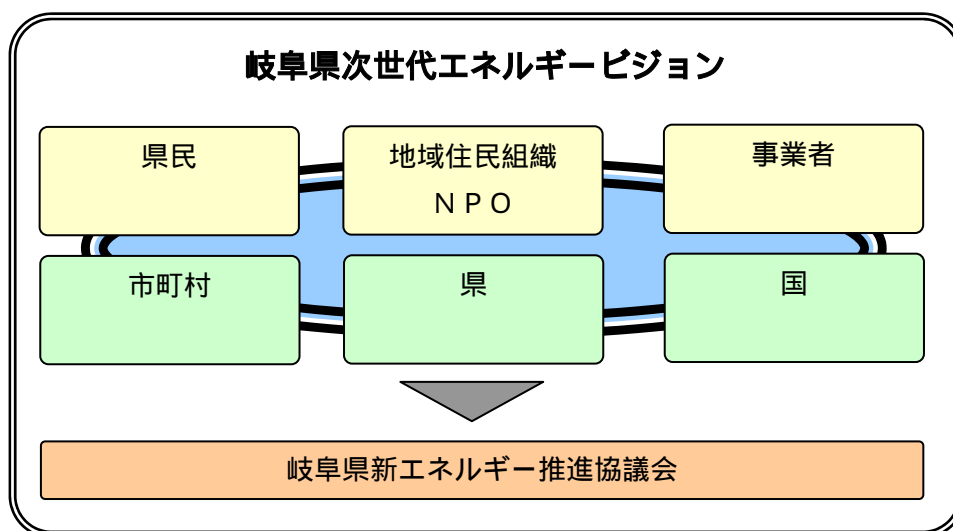 岐阜県次世代エネルギービジョン
県民
地域住民組織
ＮＰＯ
事業者
市町村
県
国
岐阜県新エネルギー推進協議会